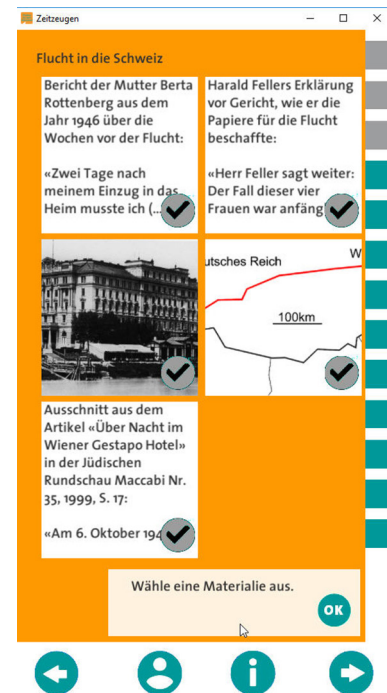 Zeitzeugen
Flucht in die Schweiz
Bericht der Mutter Berta
Rottenberg aus dem
Jahr 1946 über die
Wochen vor der Flucht:
«Zwei Tage nach
meinem Einzug in das
Heim musste ich (...
Harald Fellers Erklärung
vor Gericht, wie er die
Papiere für die Flucht
beschaffte:
«Herr Feller sagt weiter:
Der Fall dieser vier
Frauen war anfäng
utsches Reich
W
100km
Ausschnitt aus dem
Artikel «Über Nacht im
Wiener Gestapo Hotel»
in der Jüdischen
Rundschau Maccabi Nr.
35, 1999, S. 17:
«Am 6. Oktober 194
Wähle eine Materialie aus.
OK